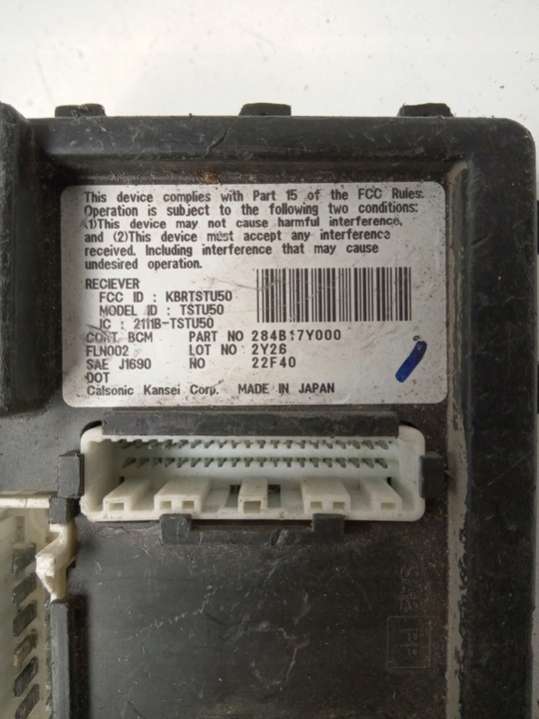 This device complies with Part 15 of the FCC Rules.
Operation is subject to the following two conditions:
(1)This device may not cause harmful interference,
and (2)This device must accept any interference
received. Including interference that may cause
undesired operation.
RECIEVER
FCC ID : KBRTSTU50
MODEL ID : TSTU50
IC : 2111B-TSTU50
CONT BCM PART NO 284B17Y000
FLN002 LOT NO 2Y26
SAE J1690 NO 22F40
DOT
Calsonic Kansei Corp. MADE IN JAPAN
PP